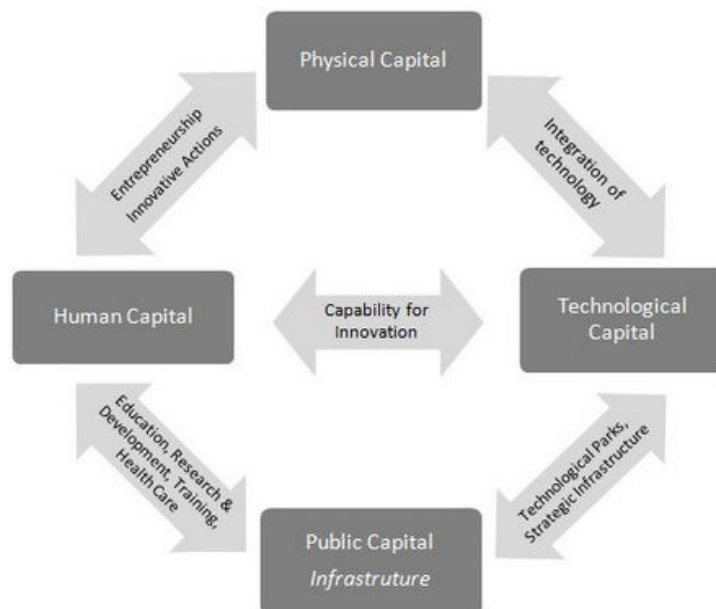 Physical Capital
Entrepreneurship
Innovative Actions
Integration of
technology
Human Capital
Capability for
Innovation
Technological
Capital
Education, Research &
Development, Training,
Health Care
Technological Parks,
Strategic Infrastructure
Public Capital
Infrastruture